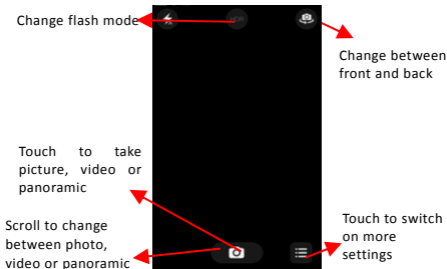 Change flash mode
HDR
Change between
front and back
Touch to take
picture, video or
panoramic
Scroll to change
between photo,
video or panoramic
Touch to switch
on more
settings